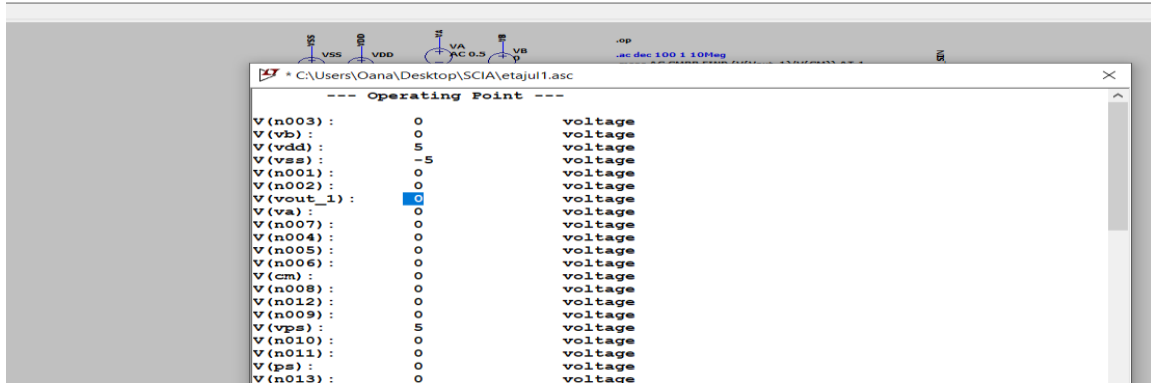 VSS VDD VA VB .op
VSS VDD VA AC 0.5 VB .ac dec 100 1 10Meg
* C:\Users\Oana\Desktop\SCIA\etajul1.asc
--- Operating Point ---
V(n003): 0 voltage
V(vb): 0 voltage
V(vdd): 5 voltage
V(vss): -5 voltage
V(n001): 0 voltage
V(n002): 0 voltage
V(vout_1): 0 voltage
V(va): 0 voltage
V(n007): 0 voltage
V(n004): 0 voltage
V(n005): 0 voltage
V(n006): 0 voltage
V(cm): 0 voltage
V(n008): 0 voltage
V(n012): 0 voltage
V(n009): 0 voltage
V(vps): 5 voltage
V(n010): 0 voltage
V(n011): 0 voltage
V(ps): 0 voltage
V(n013): 0 voltage